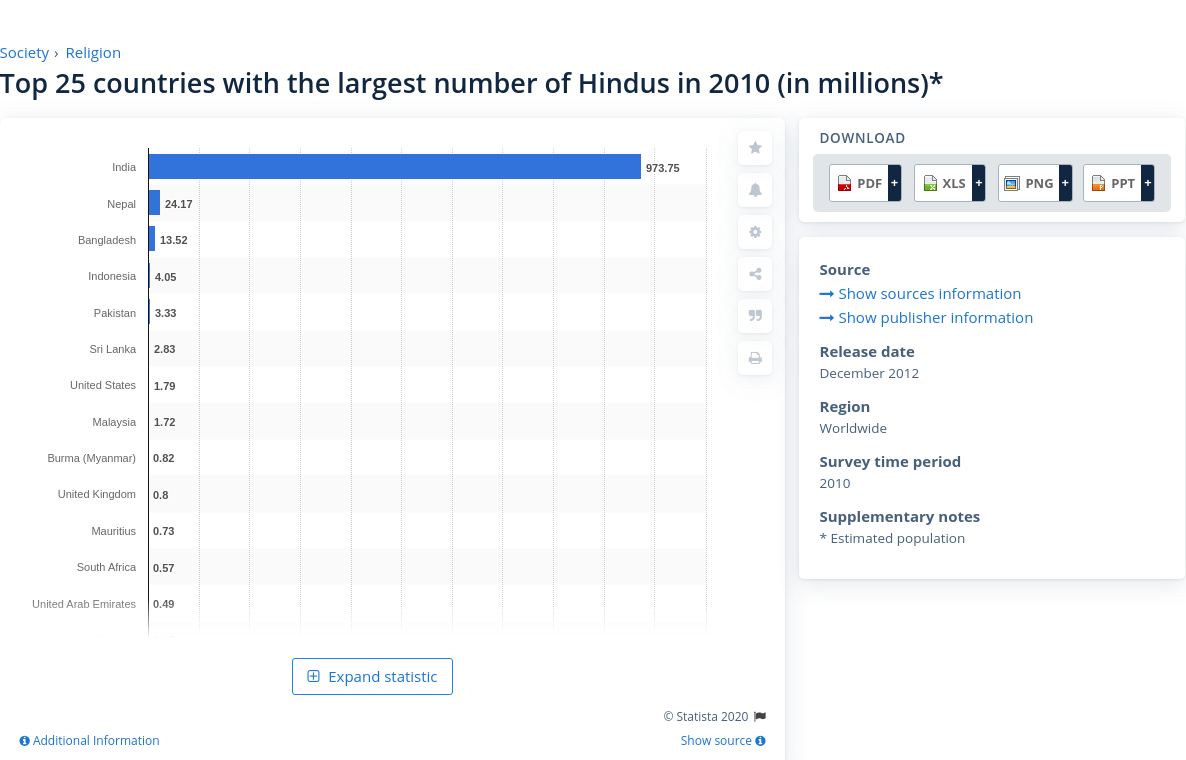 Society › Religion
Top 25 countries with the largest number of Hindus in 2010 (in millions)*
India 973.75
Nepal 24.17
Bangladesh 13.52
Indonesia 4.05
Pakistan 3.33
Sri Lanka 2.83
United States 1.79
Malaysia 1.72
Burma (Myanmar) 0.82
United Kingdom 0.8
Mauritius 0.73
South Africa 0.57
United Arab Emirates 0.49
Expand statistic
© Statista 2020
Additional Information
Show source
DOWNLOAD
PDF + XLS + PNG + PPT +
Source
Show sources information
Show publisher information
Release date
December 2012
Region
Worldwide
Survey time period
2010
Supplementary notes
* Estimated population